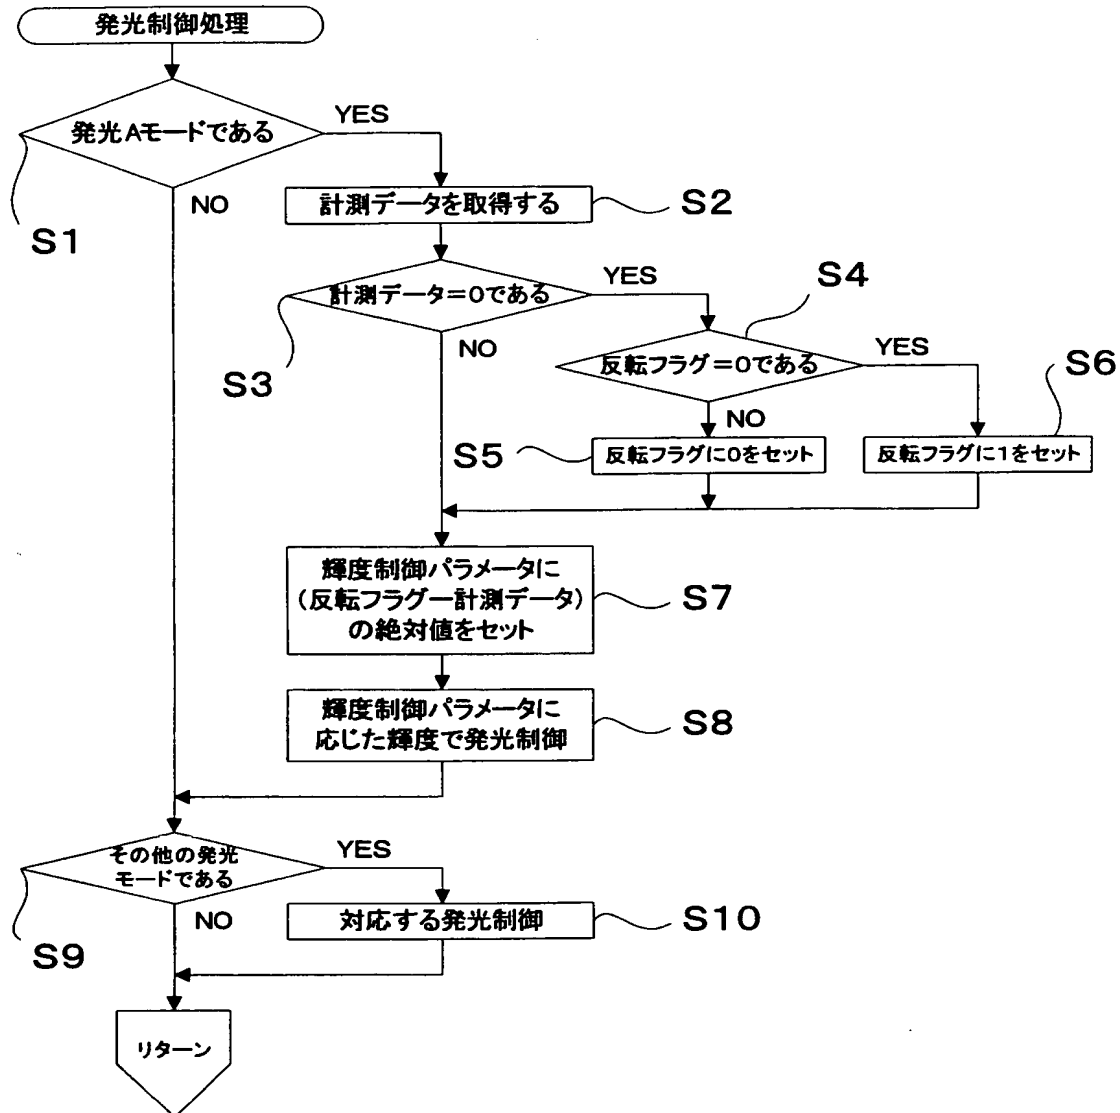 発光制御処理
発光Aモードである
YES
NO
S1
計測データを取得する
S2
計測データ=0である
YES
NO
S3
S4
反転フラグ=0である
YES
NO
S5
反転フラグに0をセット
S6
反転フラグに1をセット
輝度制御パラメータに
(反転フラグー計測データ)
の絶対値をセット
S7
輝度制御パラメータに
応じた輝度で発光制御
S8
その他の発光
モードである
YES
NO
S9
対応する発光制御
S10
リターン